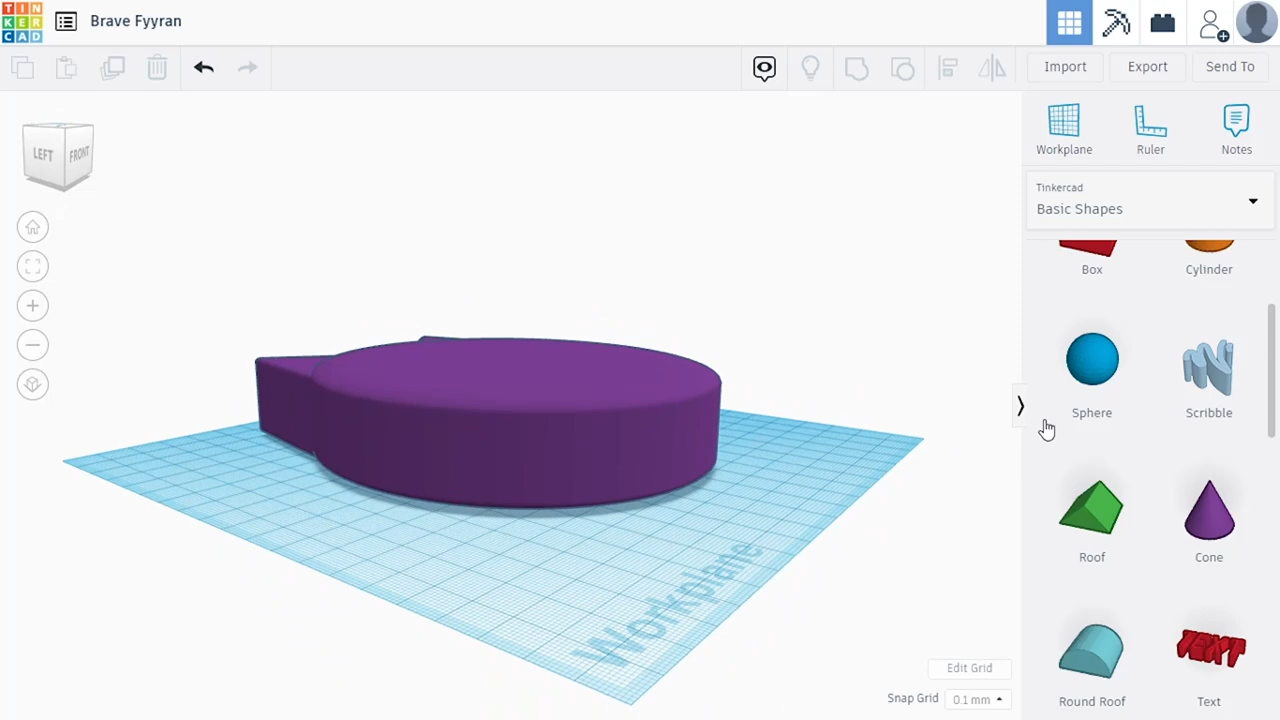 TIN
KER
CAD
Brave Fyyran
Import
Export
Send To
LEFT
FRONT
Workplane
Ruler
Notes
Tinkercad
Basic Shapes
Box
Cylinder
Sphere
Scribble
Roof
Cone
TEXT
Round Roof
Text
Workplane
Edit Grid
Snap Grid
0.1 mm